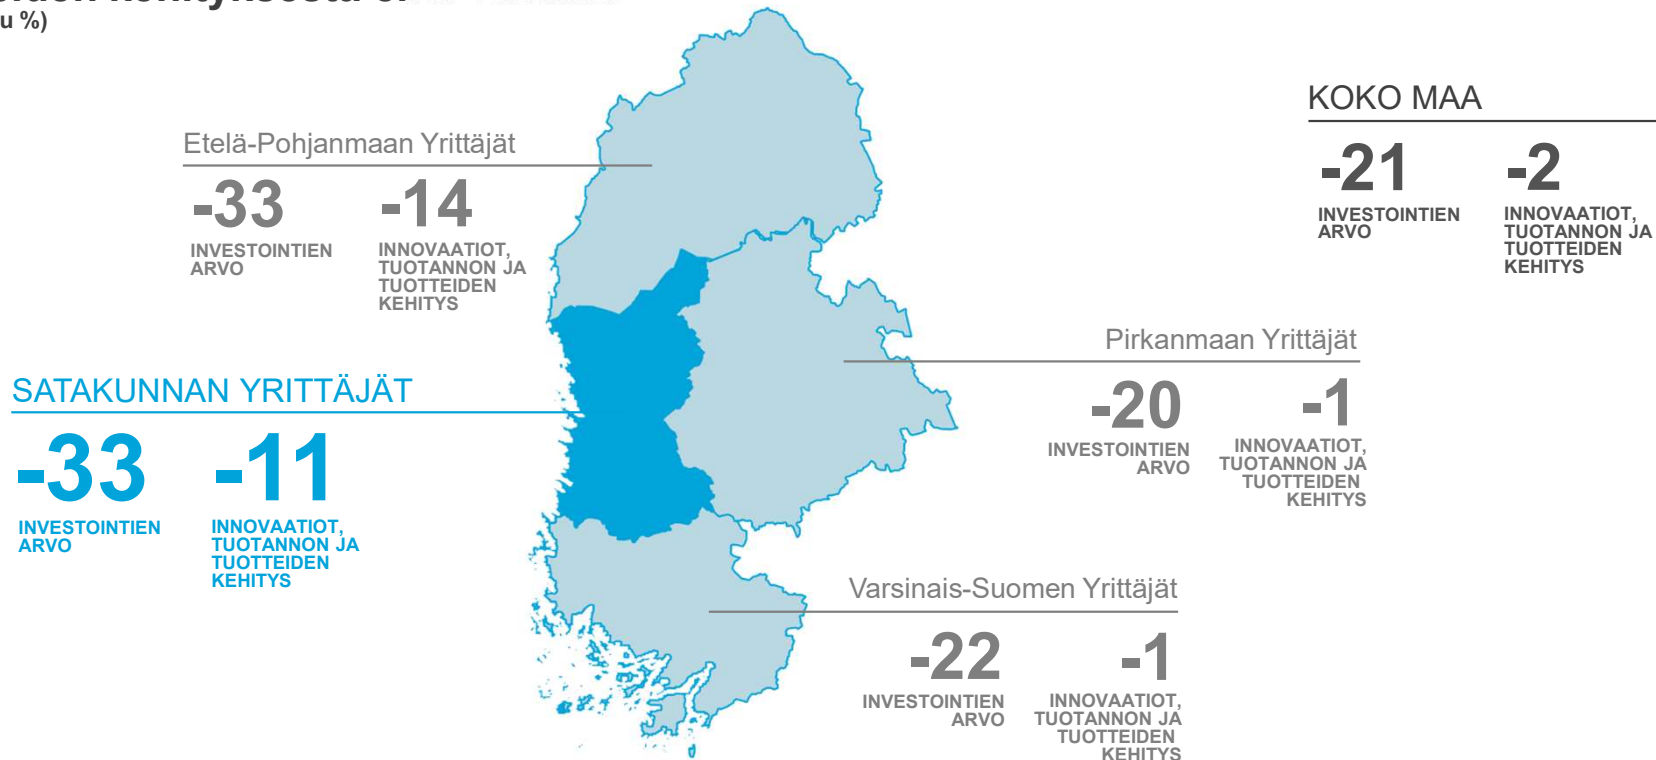 u %)
KOKO MAA
-21 -2
INVESTOINTIEN
ARVO
INNOVAATIOT,
TUOTANNON JA
TUOTTEIDEN
KEHITYS
Etelä-Pohjanmaan Yrittäjät
-33 -14
INVESTOINTIEN
ARVO
INNOVAATIOT,
TUOTANNON JA
TUOTTEIDEN
KEHITYS
Pirkanmaan Yrittäjät
-20 -1
INVESTOINTIEN
ARVO
INNOVAATIOT,
TUOTANNON JA
TUOTTEIDEN
KEHITYS
SATAKUNNAN YRITTÄJÄT
-33 -11
INVESTOINTIEN
ARVO
INNOVAATIOT,
TUOTANNON JA
TUOTTEIDEN
KEHITYS
Varsinais-Suomen Yrittäjät
-22 -1
INVESTOINTIEN
ARVO
INNOVAATIOT,
TUOTANNON JA
TUOTTEIDEN
KEHITYS